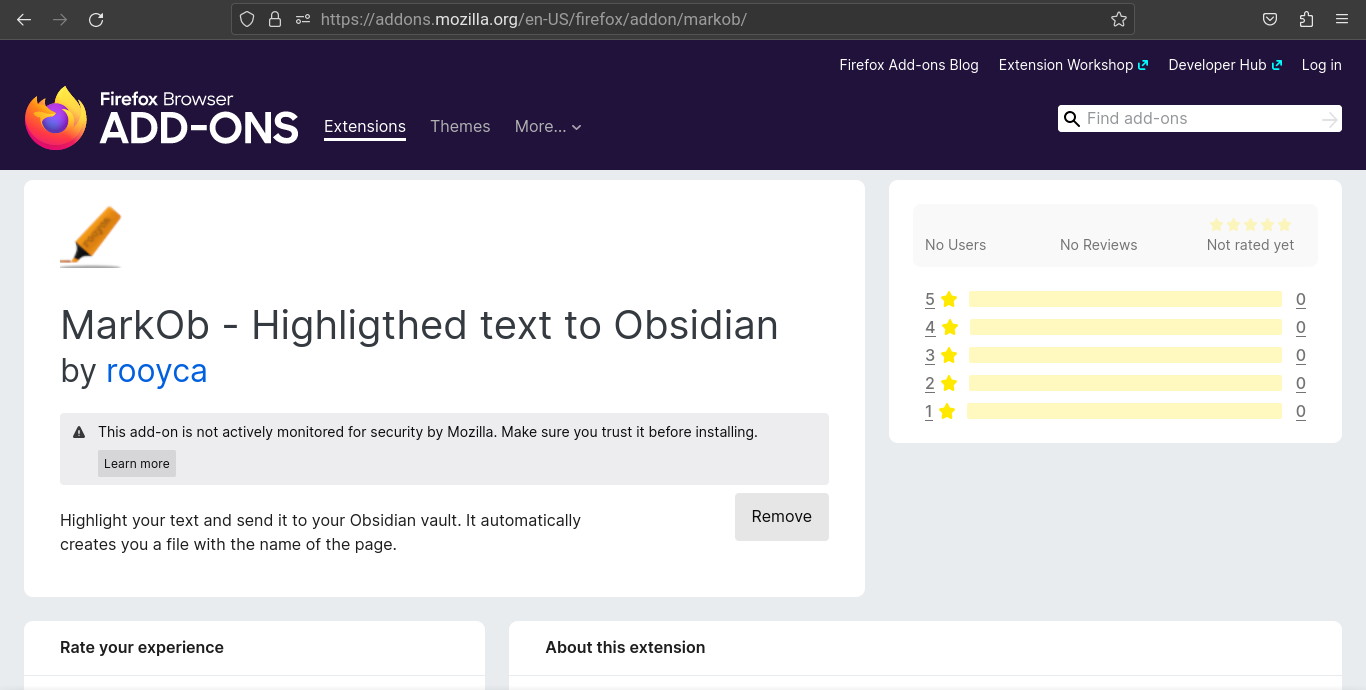 https://addons.mozilla.org/en-US/firefox/addon/markob/
Firefox Add-ons Blog Extension Workshop Developer Hub Log in
Firefox Browser
ADD-ONS
Extensions Themes More...
Find add-ons
No Users No Reviews Not rated yet
5 0
4 0
3 0
2 0
1 0
MarkOb - Highligthed text to Obsidian
by rooyca
This add-on is not actively monitored for security by Mozilla. Make sure you trust it before installing.
Learn more
Highlight your text and send it to your Obsidian vault. It automatically
creates you a file with the name of the page.
Remove
Rate your experience
About this extension